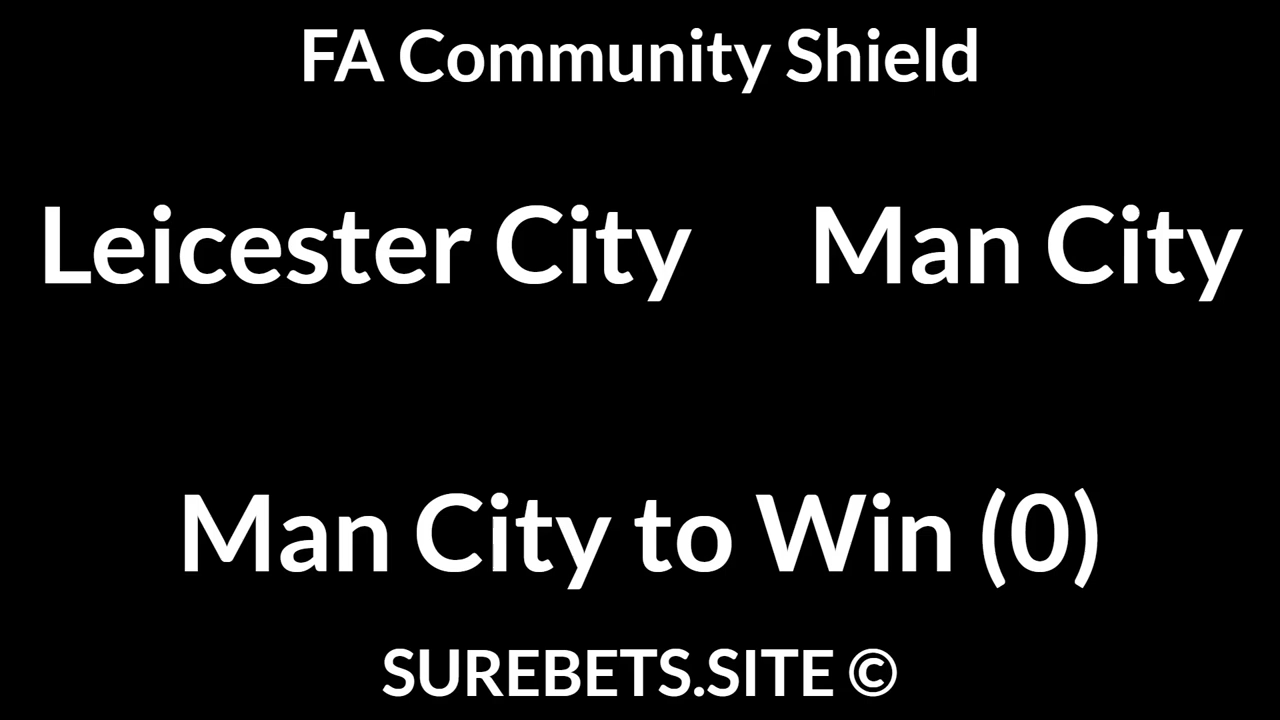 FA Community Shield
Leicester City Man City
Man City to Win (0)
SUREBETS.SITE ©